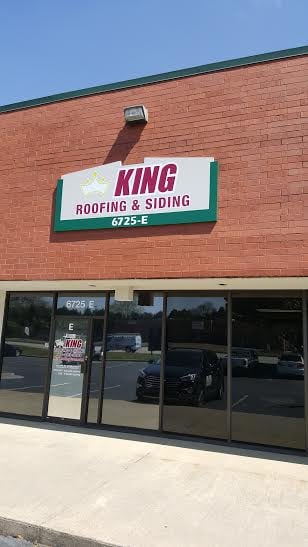 KING
ROOFING & SIDING
6725-E
6725 E
E
KING